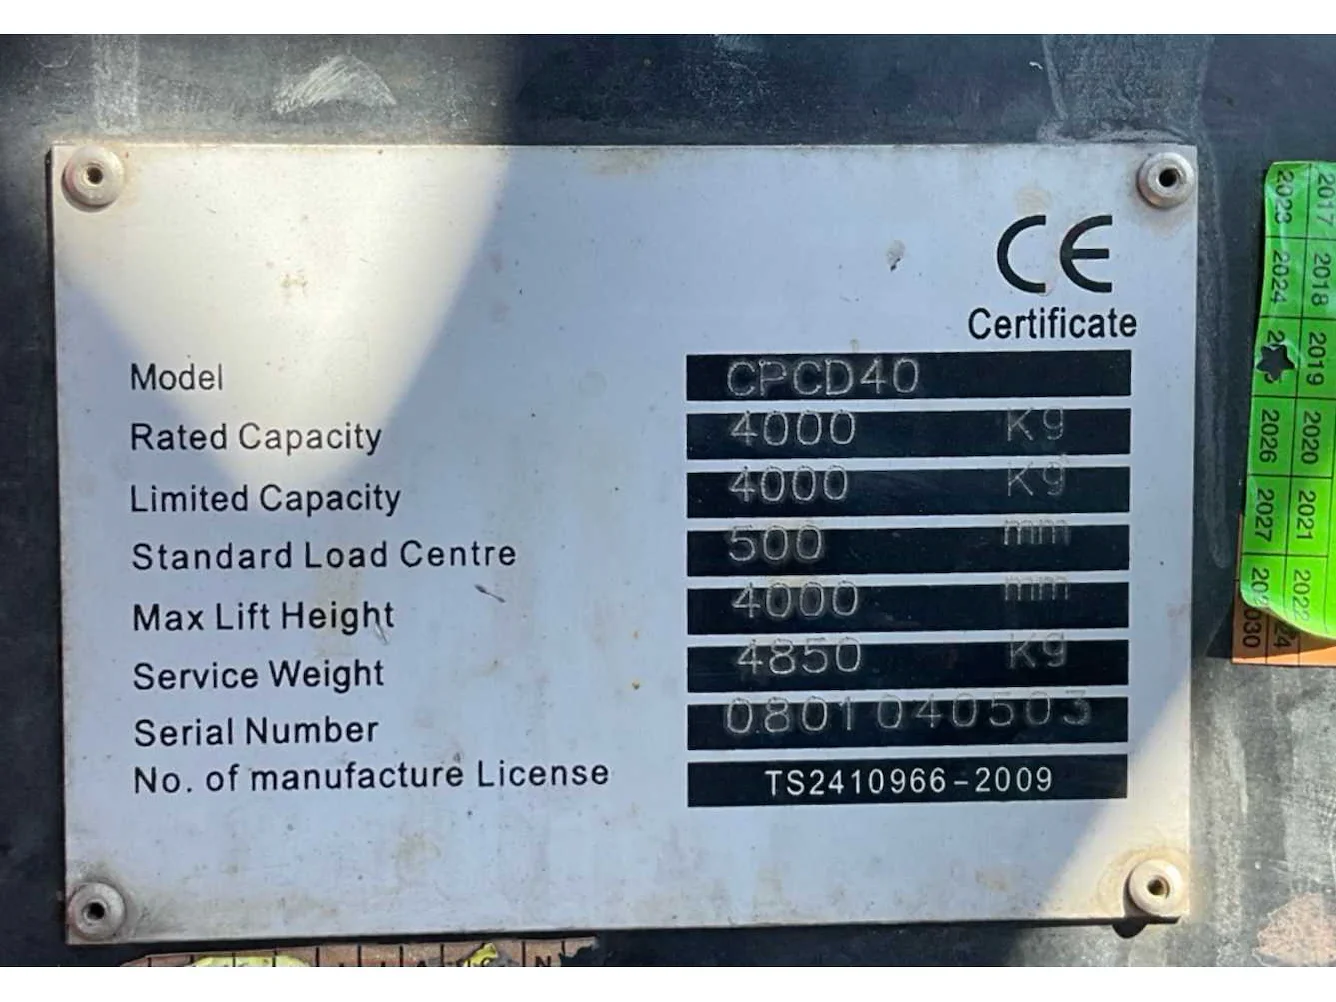 CE
Certificate
Model CPCD40
Rated Capacity 4000 Kg
Limited Capacity 4000 Kg
Standard Load Centre 500 mm
Max Lift Height 4000 mm
Service Weight 4850 Kg
Serial Number 0801040503
No. of manufacture License TS2410966-2009
2017 2018 2019 2020 2021 2022
2023 2024 2026 2027